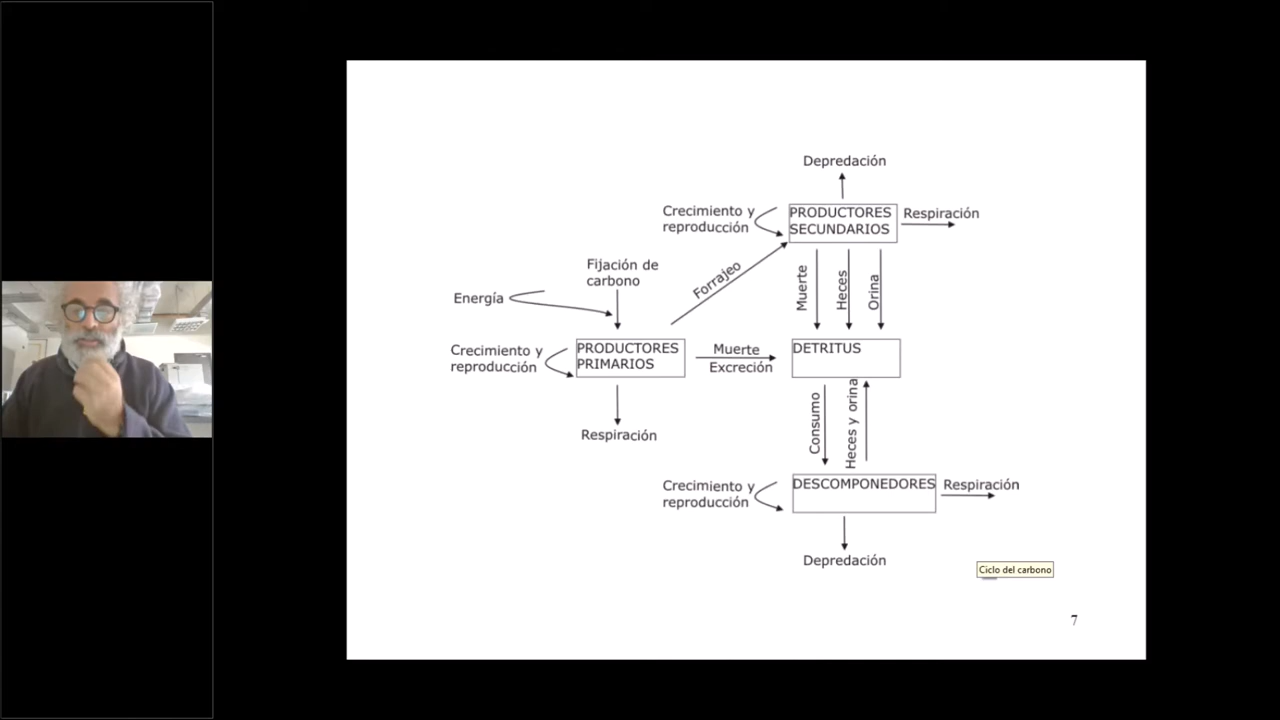 Depredación
Crecimiento y
reproducción
PRODUCTORES
SECUNDARIOS
Respiración
Fijación de
carbono
Forrajeo
Muerte
Heces
Orina
Energía
Crecimiento y
reproducción
PRODUCTORES
PRIMARIOS
Muerte
Excreción
DETRITUS
Respiración
Consumo
Heces y orina
Crecimiento y
reproducción
DESCOMPONEDORES
Respiración
Depredación
Ciclo del carbono
7